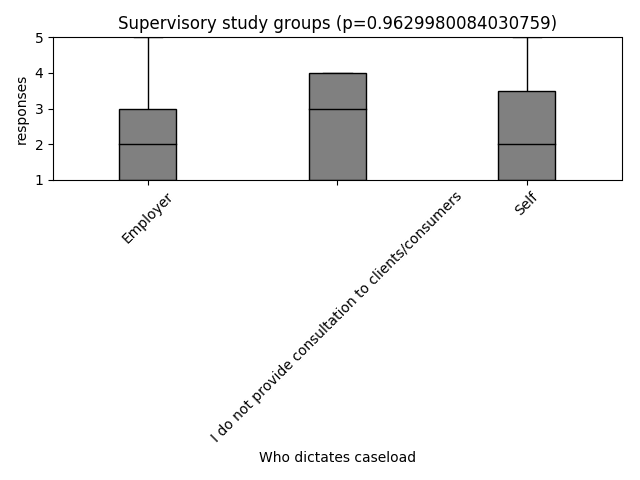 Supervisory study groups (p=0.9629980084030759)
5
4
3
2
1
responses
Employer
I do not provide consultation to clients/consumers
Self
Who dictates caseload